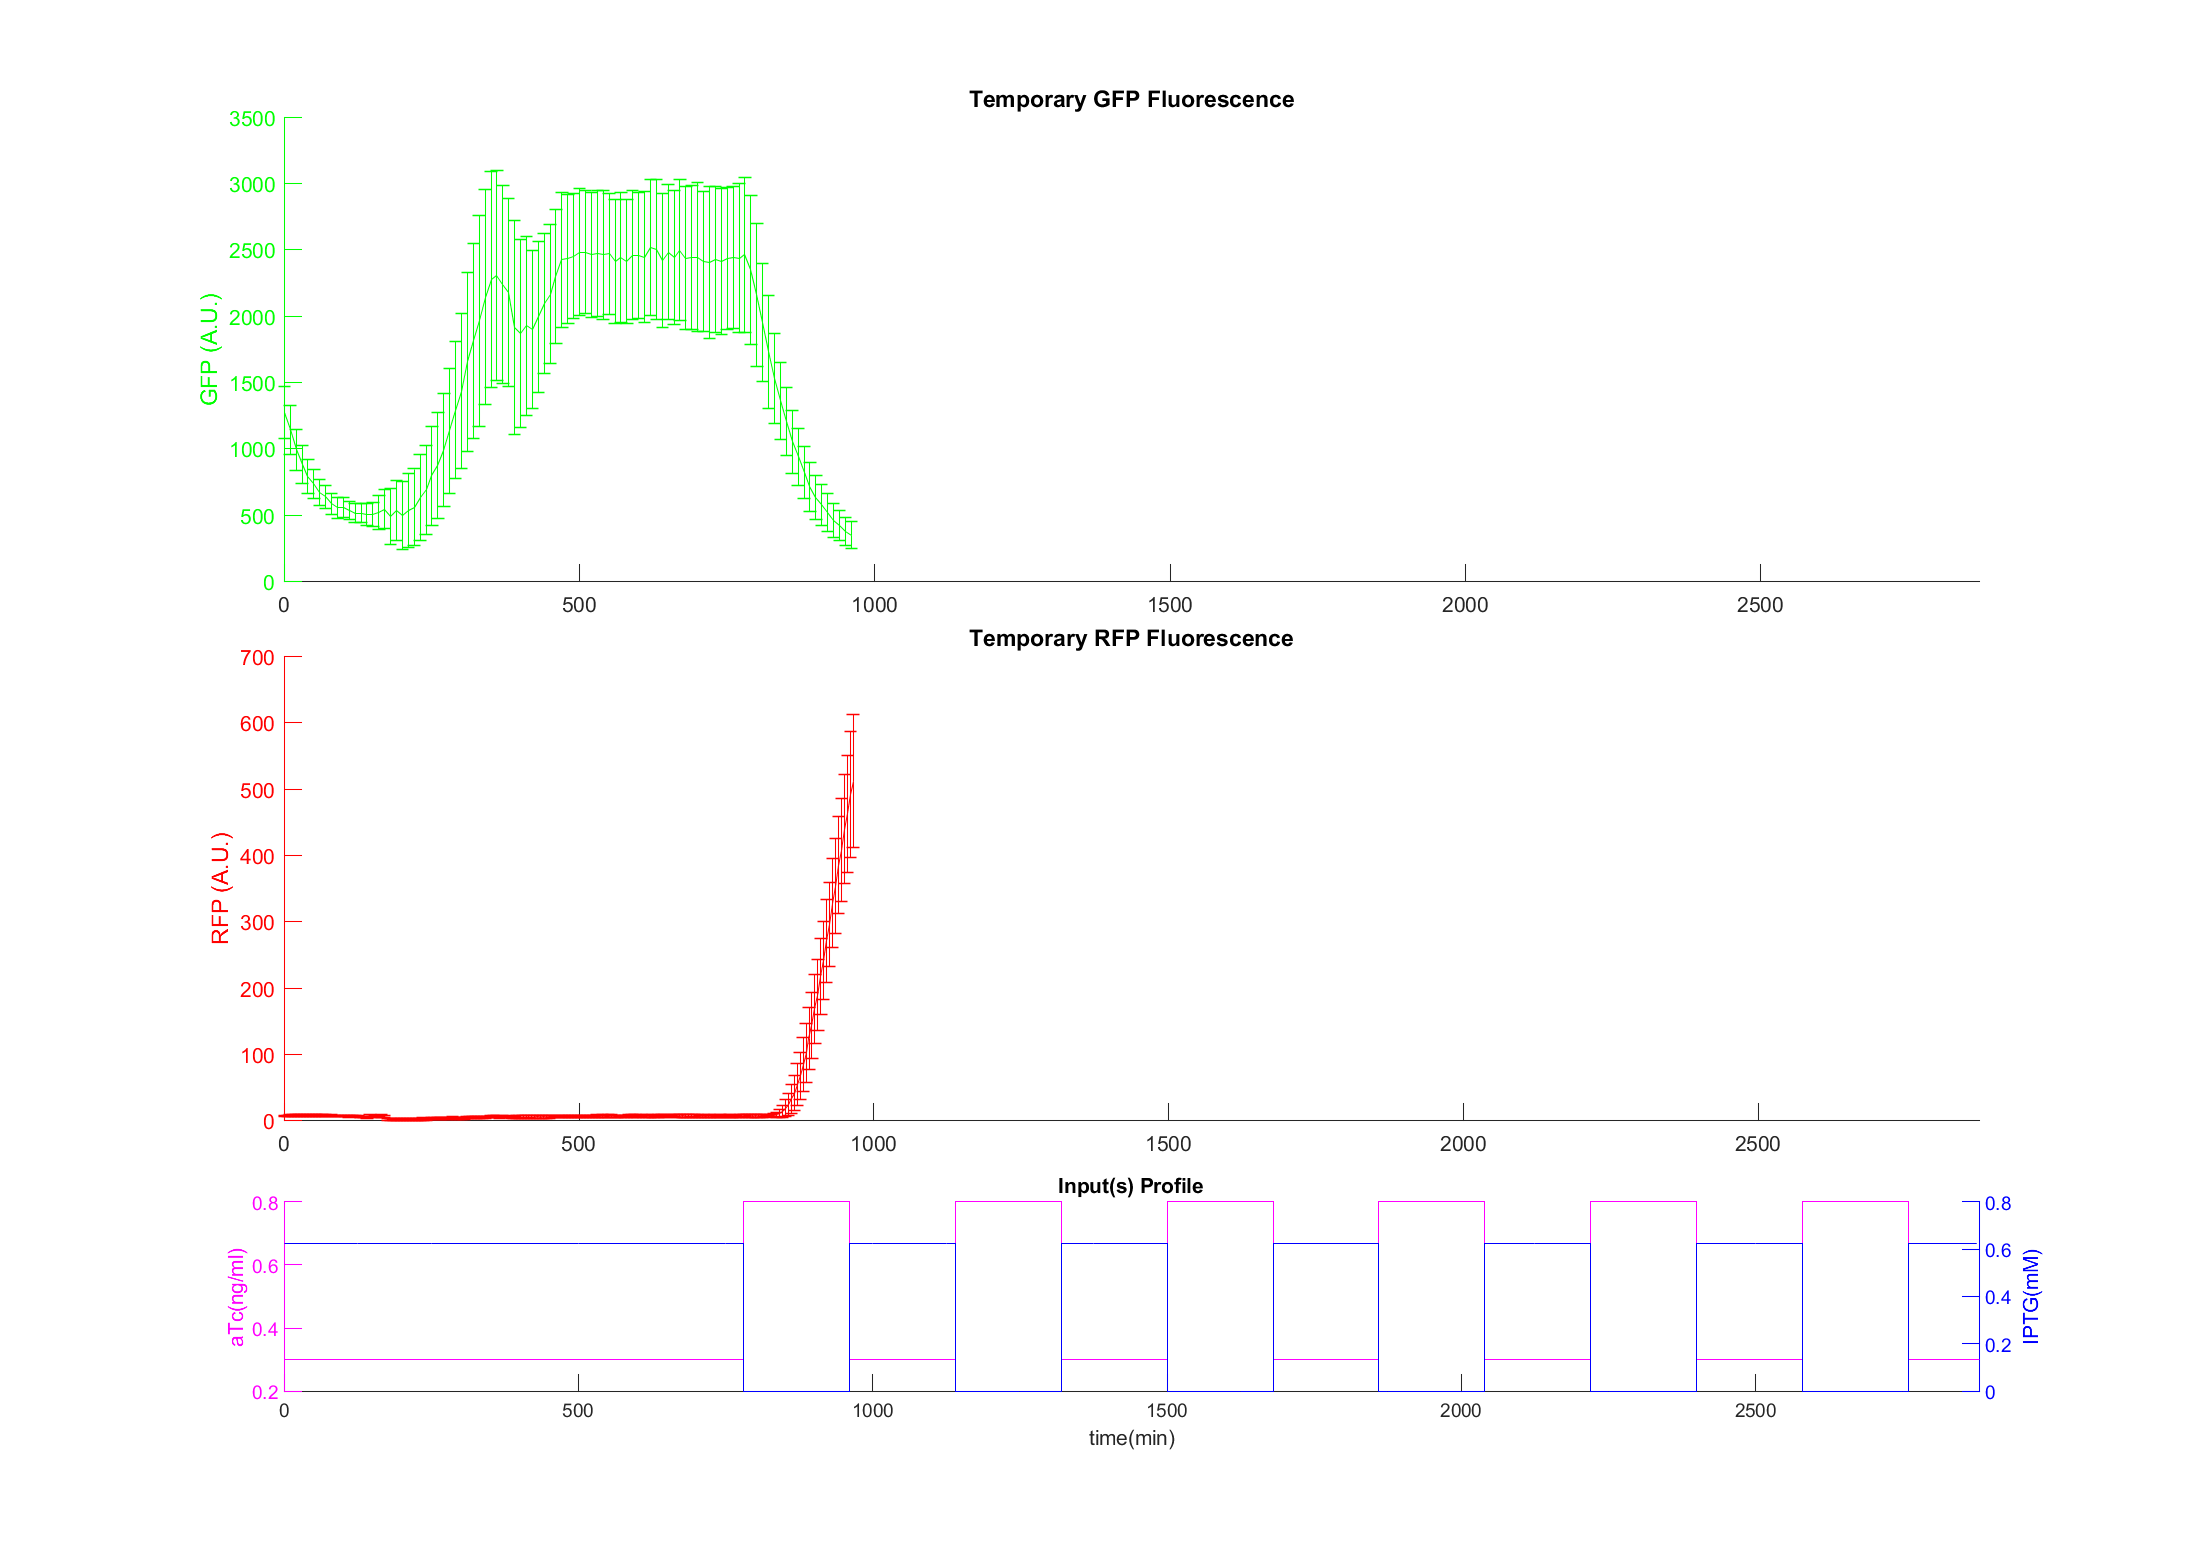 Temporary GFP Fluorescence
3500
3000
2500
2000
1500
1000
500
0
GFP (A.U.)
0 500 1000 1500 2000 2500
Temporary RFP Fluorescence
700
600
500
400
300
200
100
0
RFP (A.U.)
0 500 1000 1500 2000 2500
Input(s) Profile
0.8
0.6
0.4
0.2
aTc(ng/ml)
0.8
0.6
0.4
0.2
0
IPTG(mM)
0 500 1000 1500 2000 2500
time(min)